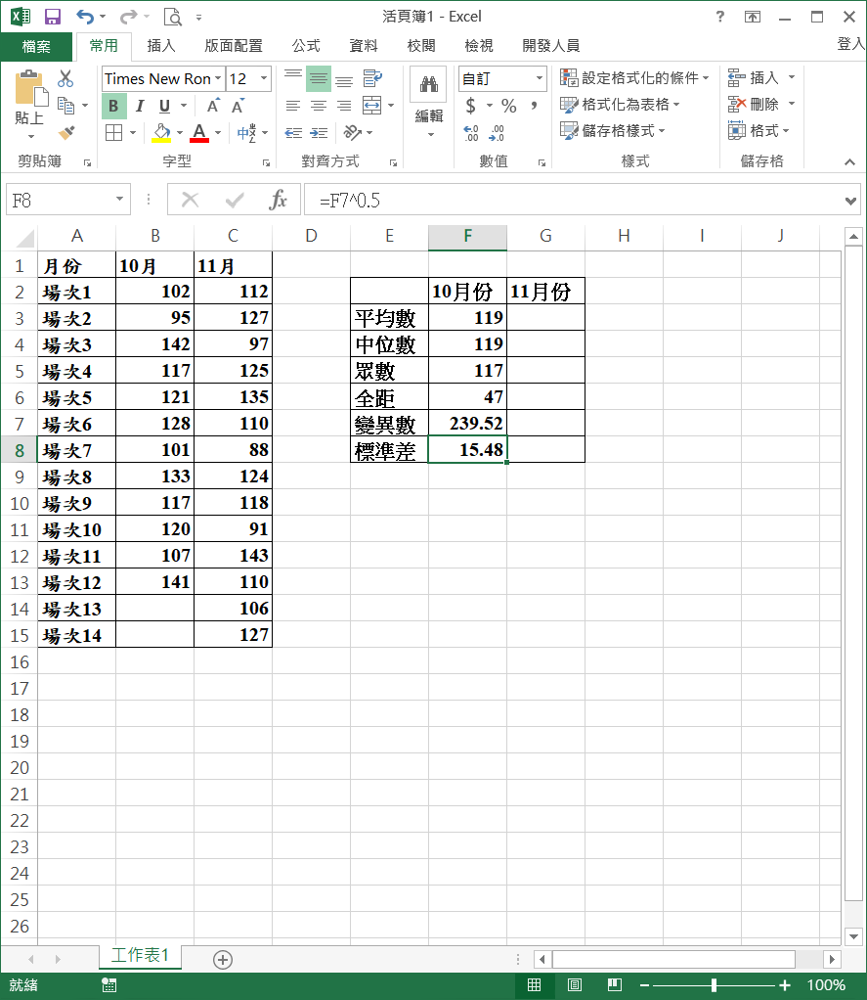 活頁簿1 - Excel
?
檔案 常用 插入 版面配置 公式 資料 校閱 檢視 開發人員 登入
貼上
剪貼簿
Times New Ron 12
B I U A A
A 中
字型
對齊方式
編輯
自訂
$ % ,
←.0 .00
.00 →.0
數值
設定格式化的條件
格式化為表格
儲存格樣式
樣式
插入
刪除
格式
儲存格
F8 fx =F7^0.5
A B C D E F G H I J
1 月份 10月 11月
2 場次1 102 112 10月份 11月份
3 場次2 95 127 平均數 119
4 場次3 142 97 中位數 119
5 場次4 117 125 眾數 117
6 場次5 121 135 全距 47
7 場次6 128 110 變異數 239.52
8 場次7 101 88 標準差 15.48
9 場次8 133 124
10 場次9 117 118
11 場次10 120 91
12 場次11 107 143
13 場次12 141 110
14 場次13 106
15 場次14 127
16
17
18
19
20
21
22
23
24
25
26
工作表1
就緒 100%